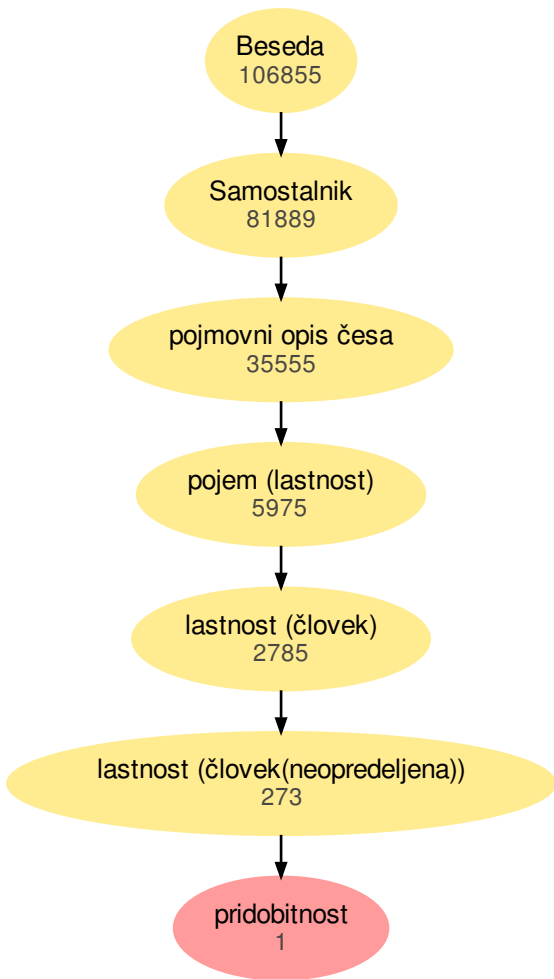 Beseda
106855
Samostalnik
81889
pojmovni opis česa
35555
pojem (lastnost)
5975
lastnost (človek)
2785
lastnost (človek(neopredeljena))
273
pridobitnost
1